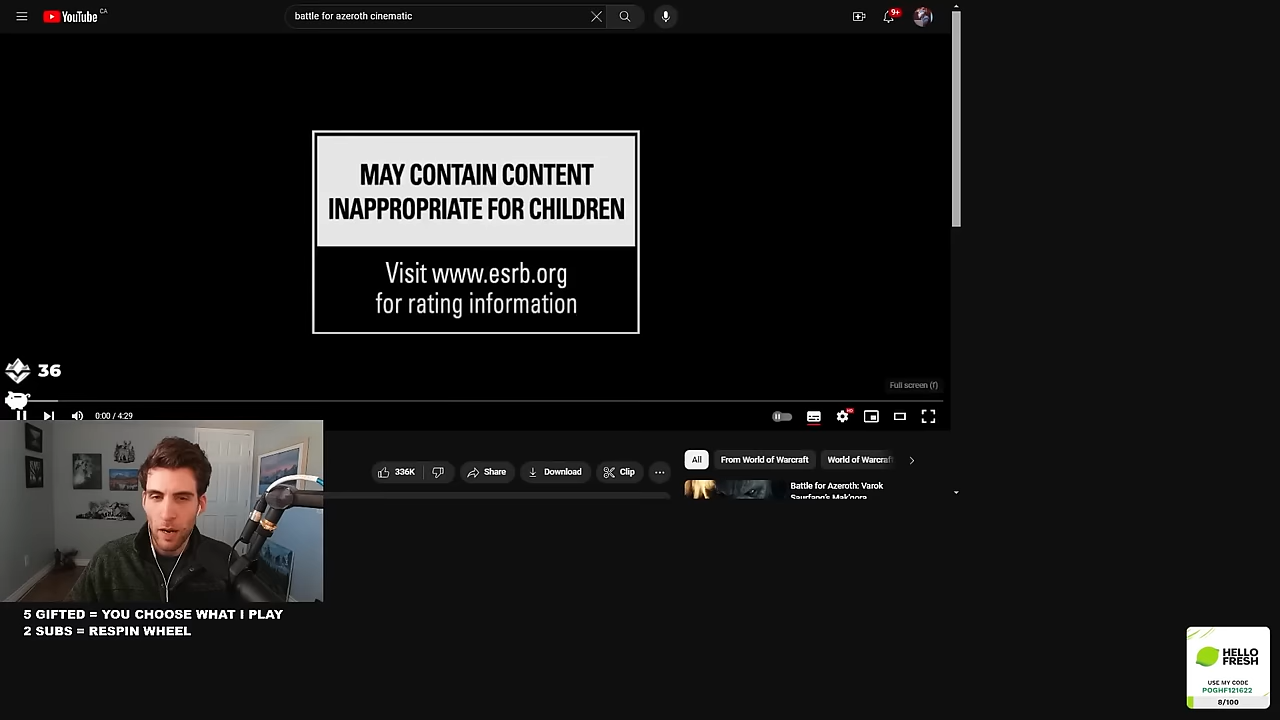 YouTube CA
battle for azeroth cinematic
9+
MAY CONTAIN CONTENT
INAPPROPRIATE FOR CHILDREN
Visit www.esrb.org
for rating information
36
Full screen (f)
0:00 / 4:29
HD
336K
Share
Download
Clip
All
From World of Warcraft
World of Warcraft
Battle for Azeroth: Varok
Saurfang's Mak'gora
5 GIFTED = YOU CHOOSE WHAT I PLAY
2 SUBS = RESPIN WHEEL
HELLO
FRESH
USE MY CODE
POGHF121622
8/100